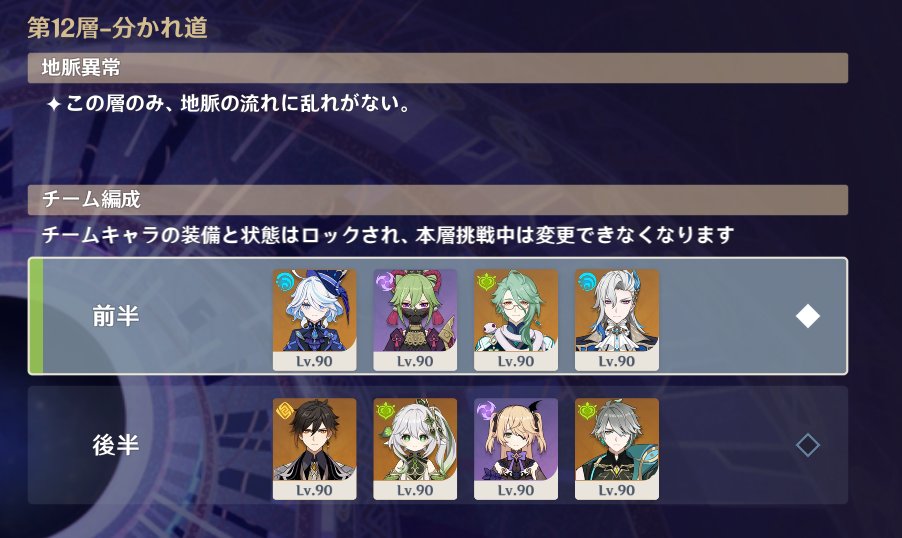 第12層-分かれ道
地脈異常
✦この層のみ、地脈の流れに乱れがない。
チーム編成
チームキャラの装備と状態はロックされ、本層挑戦中は変更できなくなります
前半
Lv.90 Lv.90 Lv.90 Lv.90
後半
Lv.90 Lv.90 Lv.90 Lv.90